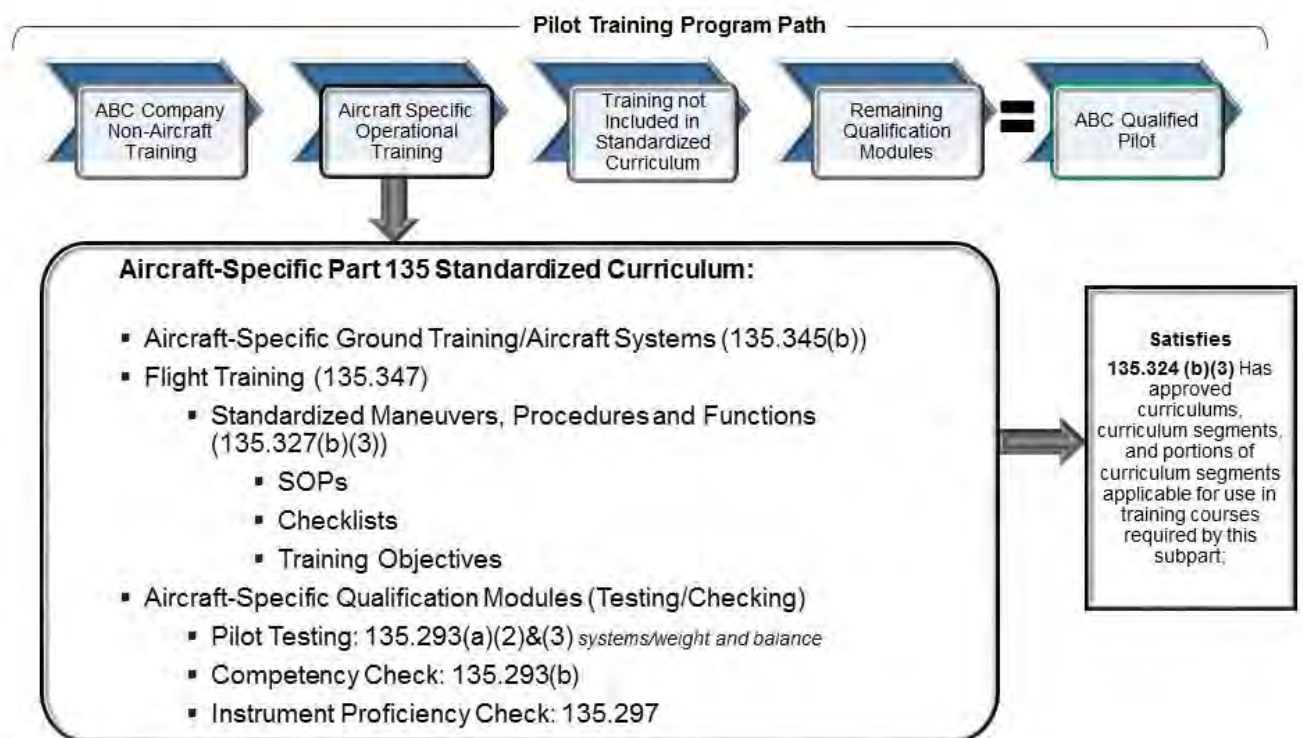 Pilot Training Program Path
ABC Company
Non-Aircraft
Training
Aircraft Specific
Operational
Training
Training not
Included in
Standardized
Curriculum
Remaining
Qualification
Modules
=
ABC Qualified
Pilot
Aircraft-Specific Part 135 Standardized Curriculum:
▪ Aircraft-Specific Ground Training/Aircraft Systems (135.345(b))
▪ Flight Training (135.347)
▪ Standardized Maneuvers, Procedures and Functions
(135.327(b)(3))
▪ SOPs
▪ Checklists
▪ Training Objectives
▪ Aircraft-Specific Qualification Modules (Testing/Checking)
▪ Pilot Testing: 135.293(a)(2)&(3) systems/weight and balance
▪ Competency Check: 135.293(b)
▪ Instrument Proficiency Check: 135.297
Satisfies
135.324 (b)(3) Has
approved
curriculums,
curriculum segments,
and portions of
curriculum segments
applicable for use in
training courses
required by this
subpart;